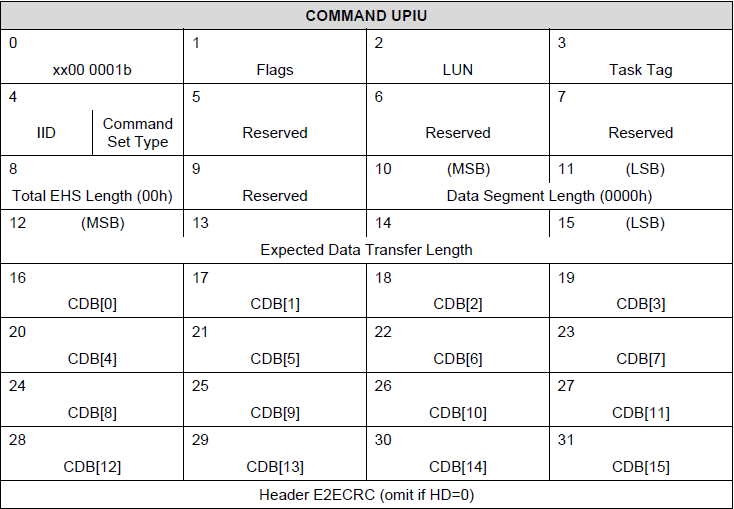 COMMAND UPIU
0 1 2 3
xx00 0001b Flags LUN Task Tag
4 5 6 7
IID Command Set Type Reserved Reserved Reserved
8 9 10 (MSB) 11 (LSB)
Total EHS Length (00h) Reserved Data Segment Length (0000h)
12 (MSB) 13 14 15 (LSB)
Expected Data Transfer Length
16 17 18 19
CDB[0] CDB[1] CDB[2] CDB[3]
20 21 22 23
CDB[4] CDB[5] CDB[6] CDB[7]
24 25 26 27
CDB[8] CDB[9] CDB[10] CDB[11]
28 29 30 31
CDB[12] CDB[13] CDB[14] CDB[15]
Header E2ECRC (omit if HD=0)